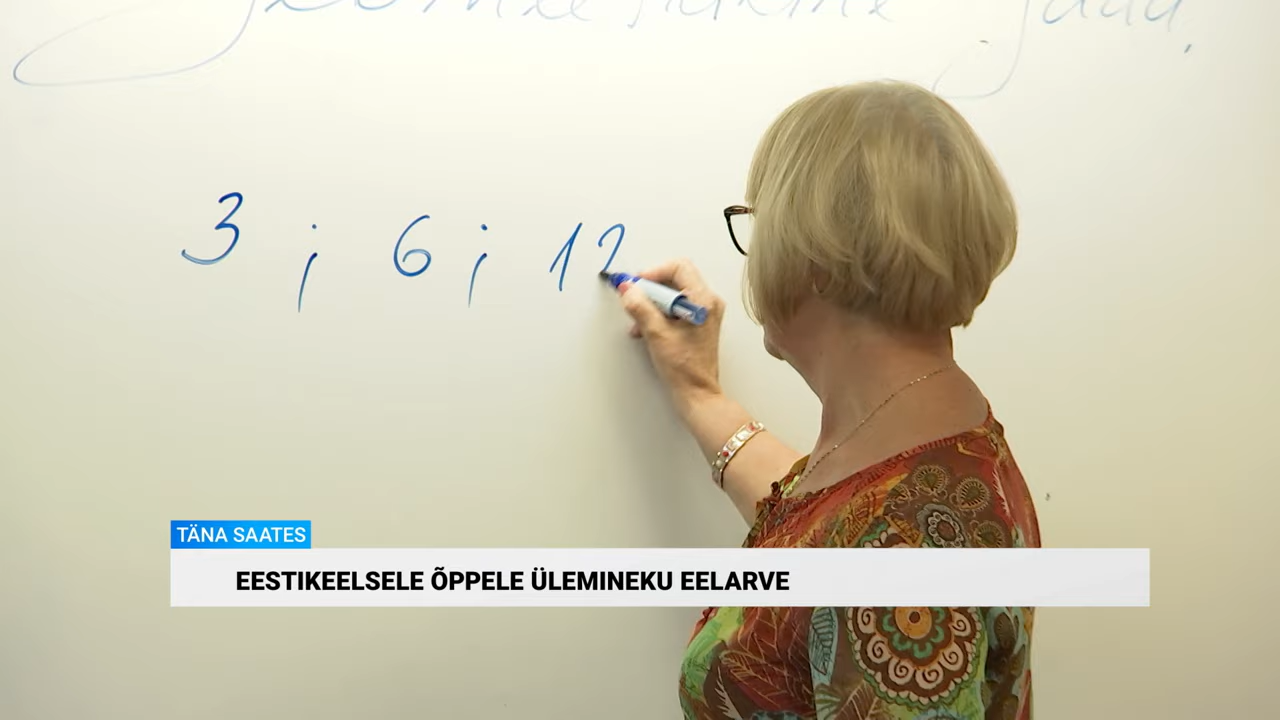 3 ; 6 ; 12
TÄNA SAATES
EESTIKEELSELE ÕPPELE ÜLEMINEKU EELARVE